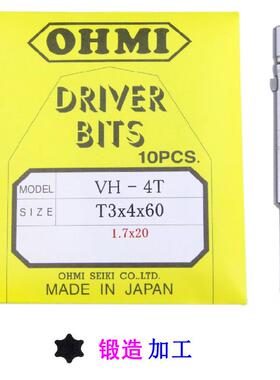 OHMI
DRIVER
BITS
10PCS.
MODEL VH - 4T
SIZE T3x4x60
1.7x20
OHMI SEIKI CO.,LTD.
MADE IN JAPAN
锻造 加工